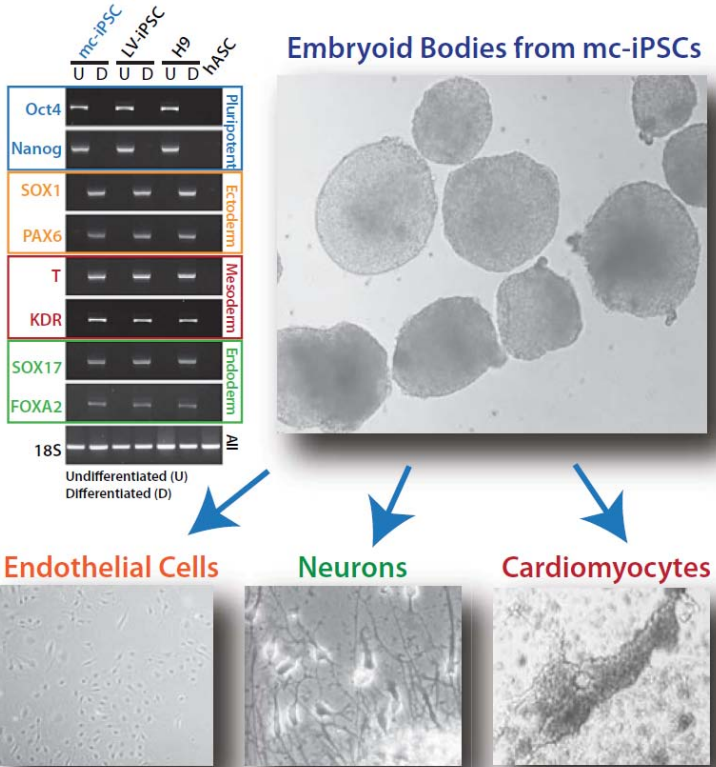 mc-iPSC LV-iPSC H9 hASC
U D U D U D
Embryoid Bodies from mc-iPSCs
Oct4
Nanog
Pluripotent
SOX1
PAX6
Ectoderm
T
KDR
Mesoderm
SOX17
FOXA2
Endoderm
18S
All
Undifferentiated (U)
Differentiated (D)
Endothelial Cells
Neurons
Cardiomyocytes